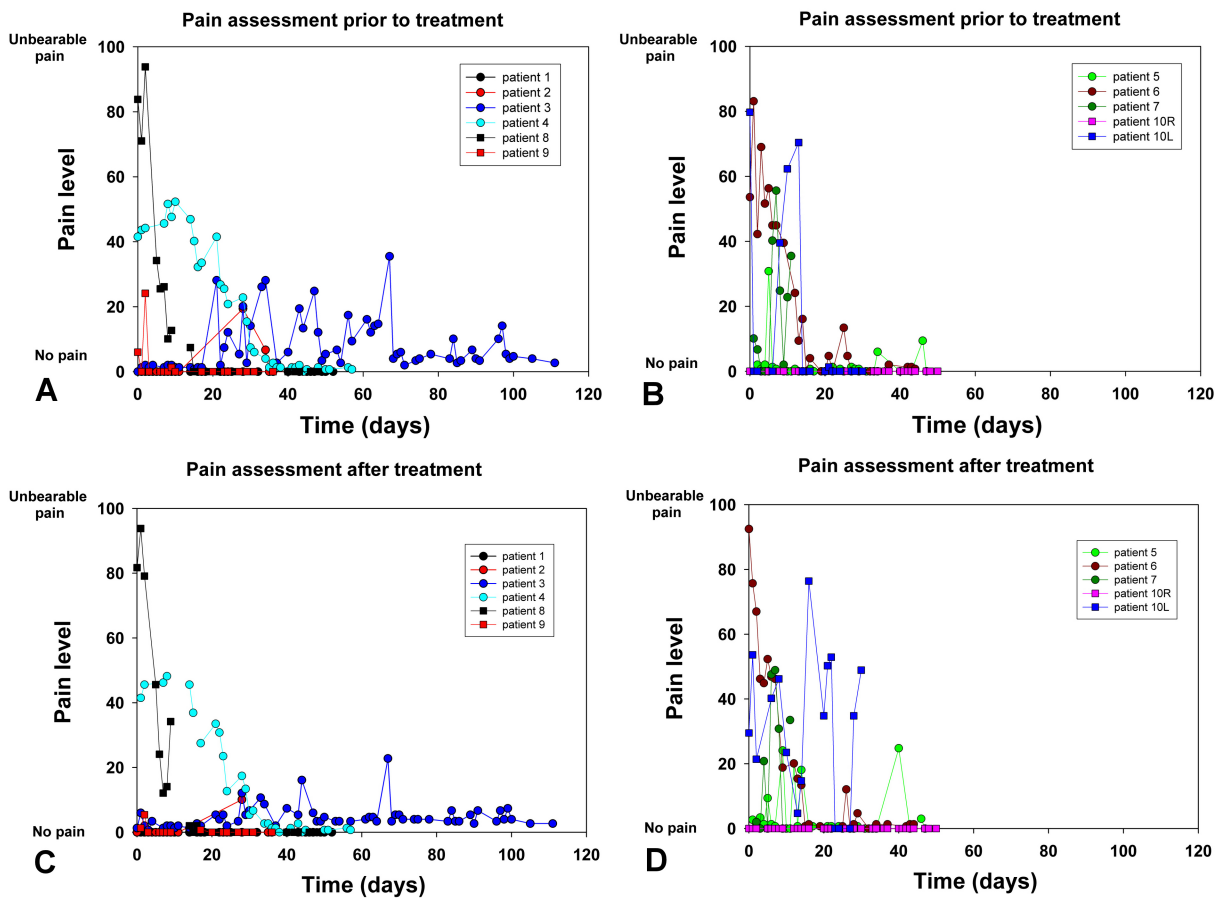 Pain assessment prior to treatment
Unbearable
pain
100
80
60
40
20
0
No pain
Pain level
patient 1
patient 2
patient 3
patient 4
patient 8
patient 9
0 20 40 60 80 100 120
Time (days)
A
Pain assessment prior to treatment
Unbearable
pain
100
80
60
40
20
0
No pain
Pain level
patient 5
patient 6
patient 7
patient 10R
patient 10L
0 20 40 60 80 100 120
Time (days)
B
Pain assessment after treatment
Unbearable
pain
100
80
60
40
20
0
No pain
Pain level
patient 1
patient 2
patient 3
patient 4
patient 8
patient 9
0 20 40 60 80 100 120
Time (days)
C
Pain assessment after treatment
Unbearable
pain
100
80
60
40
20
0
No pain
Pain level
patient 5
patient 6
patient 7
patient 10R
patient 10L
0 20 40 60 80 100 120
Time (days)
D